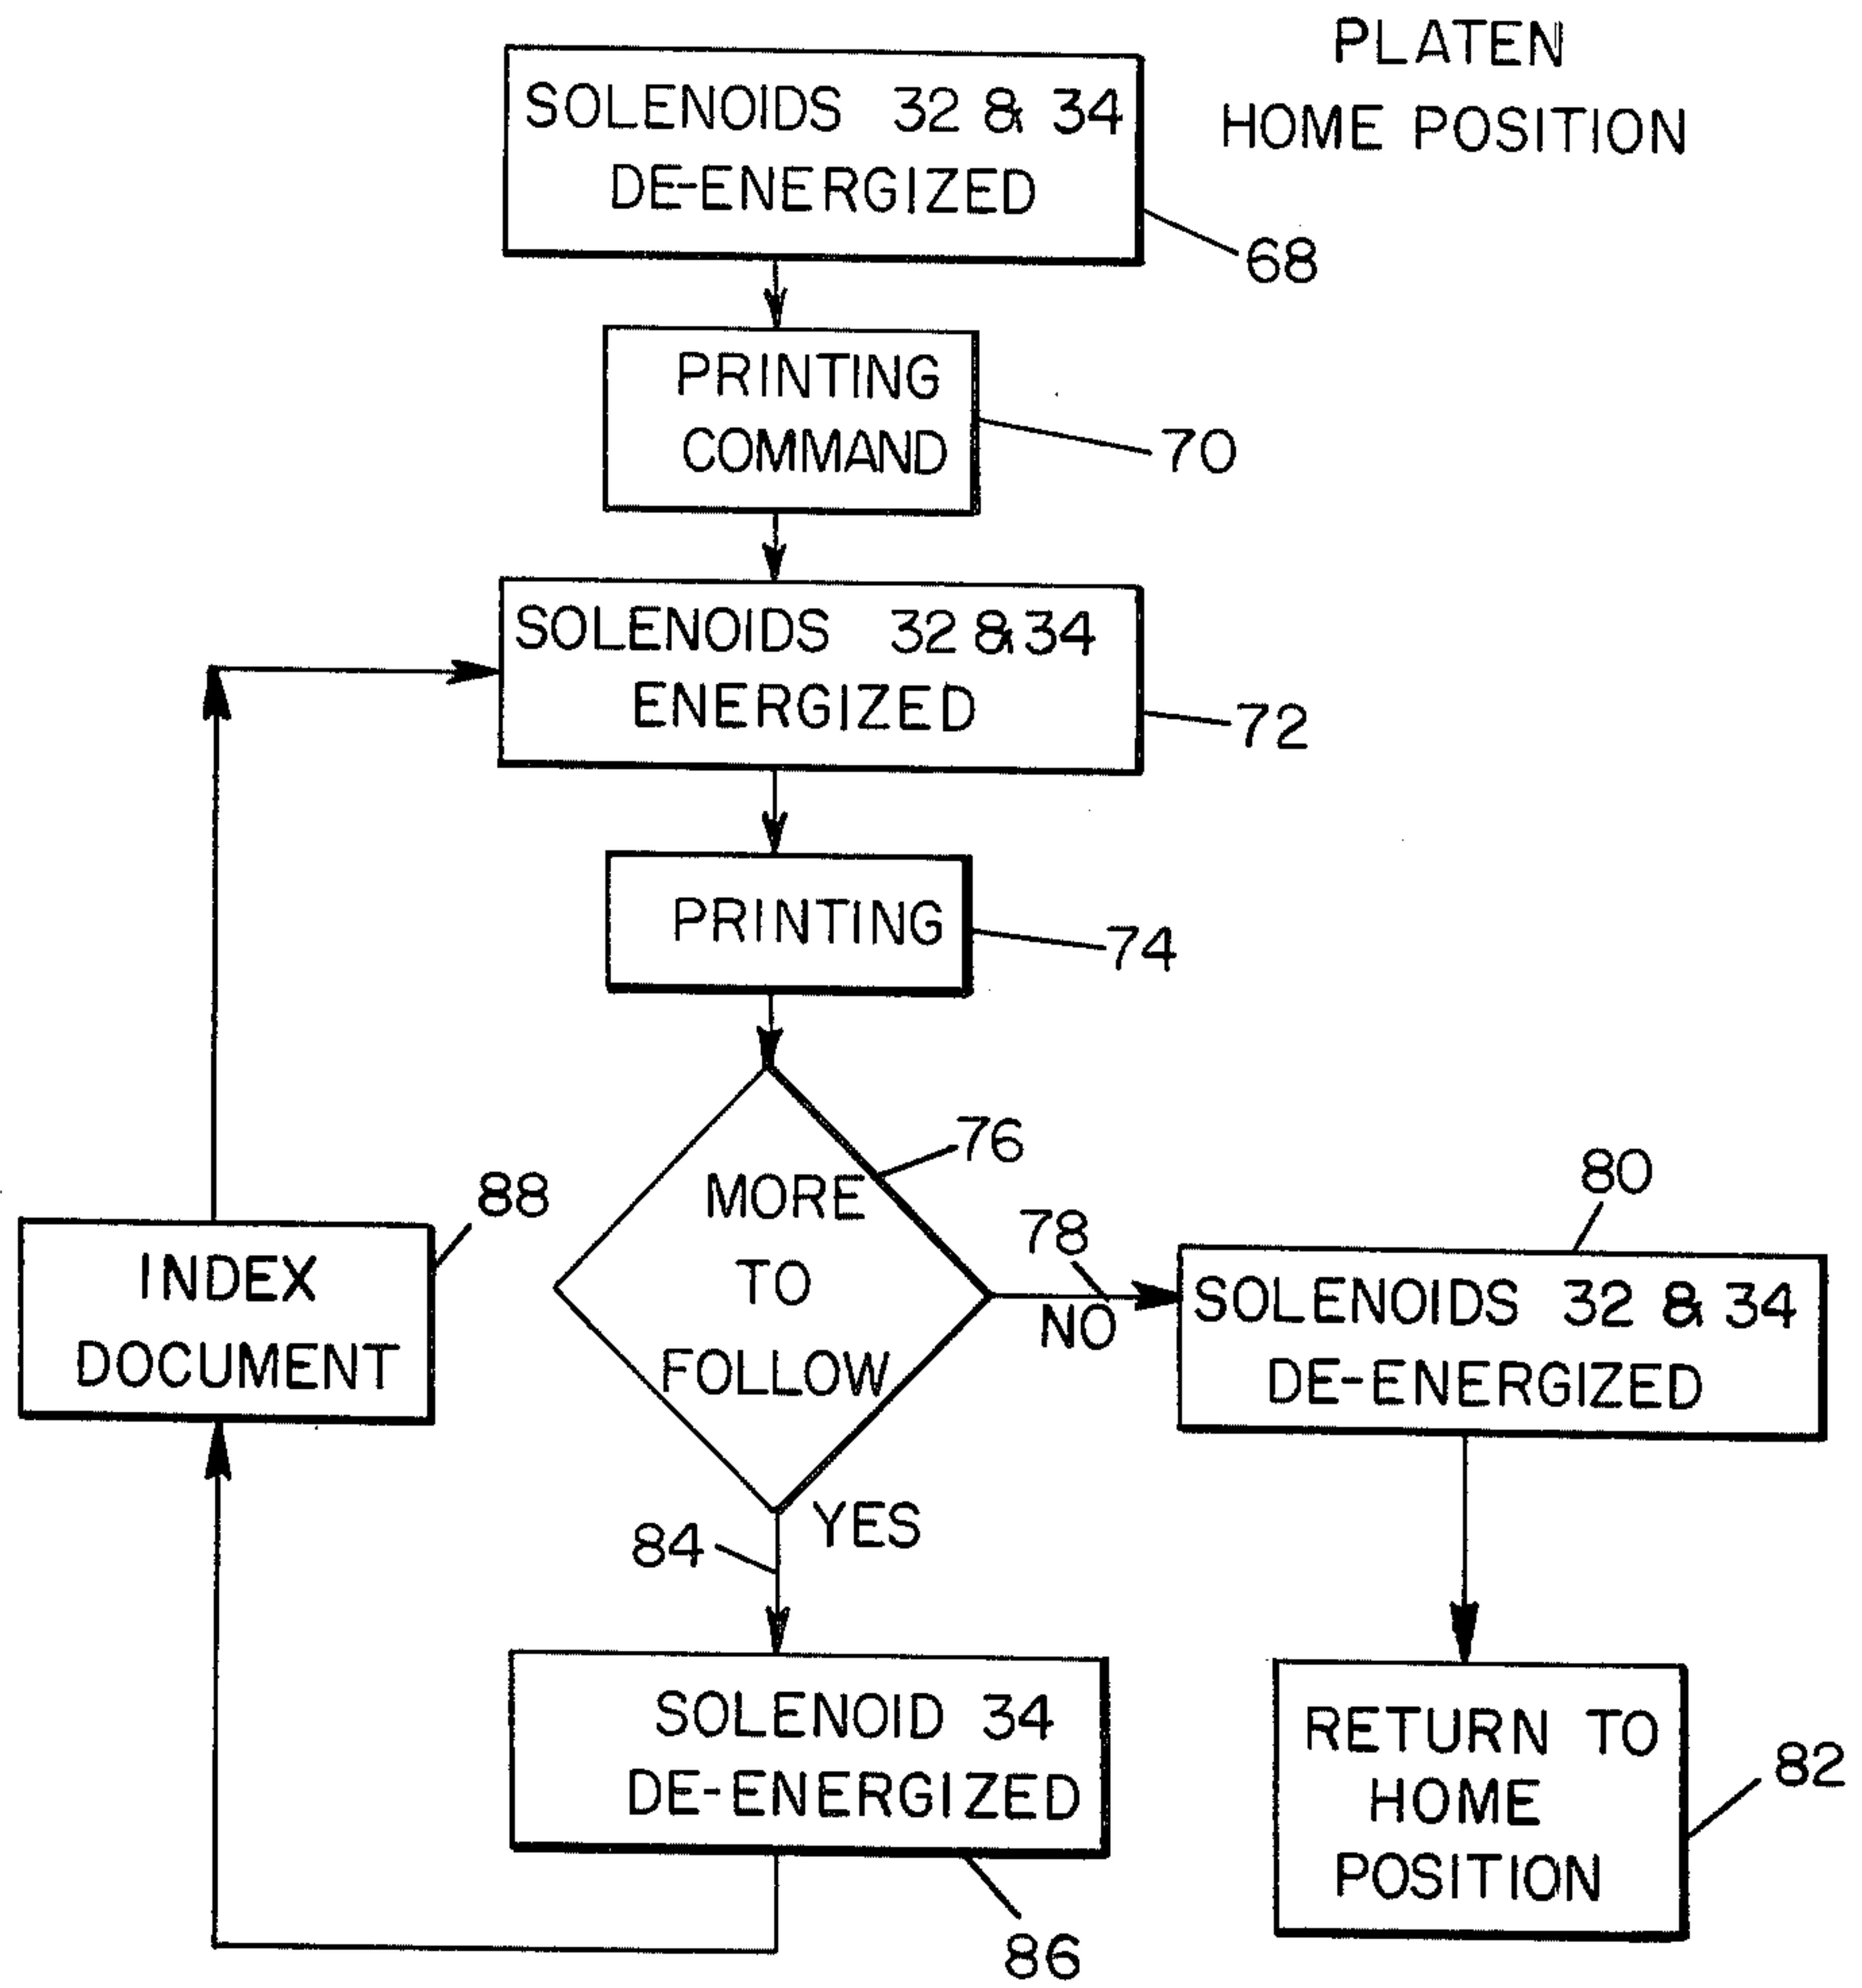 PLATEN
HOME POSITION
SOLENOIDS 32 & 34
DE-ENERGIZED
68
PRINTING
COMMAND
70
SOLENOIDS 32 & 34
ENERGIZED
72
PRINTING
74
MORE
TO
FOLLOW
76
78
NO
80
SOLENOIDS 32 & 34
DE-ENERGIZED
RETURN TO
HOME
POSITION
82
YES
84
SOLENOID 34
DE-ENERGIZED
86
88
INDEX
DOCUMENT